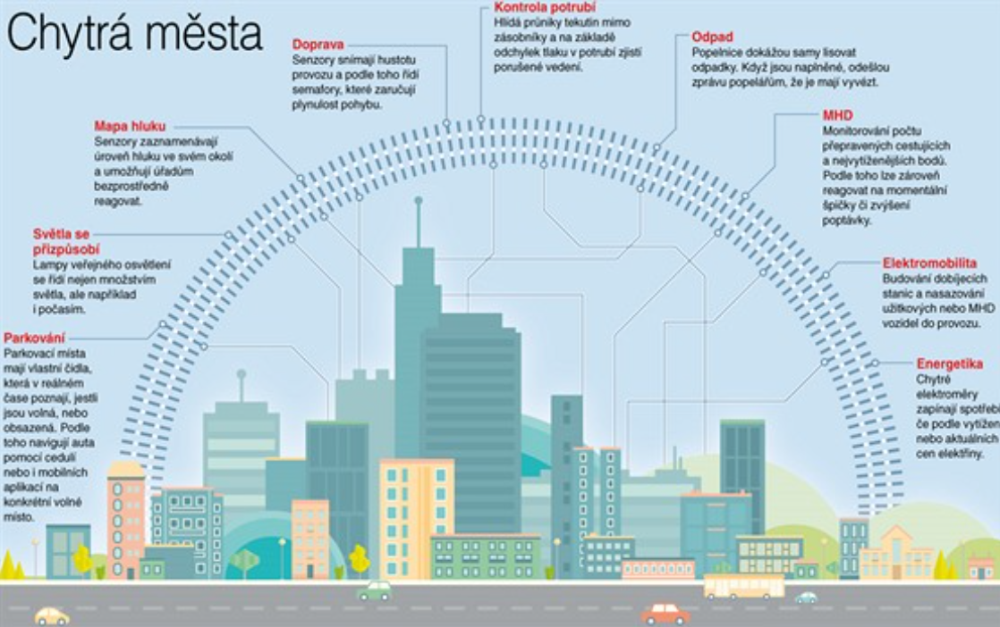 Chytrá města
Parkování
Parkovací místa
mají vlastní čidla,
která v reálném
čase poznají, jestli
jsou volná, nebo
obsazená. Podle
toho navigují auta
pomocí cedulí
nebo i mobilních
aplikací na
konkrétní volné
místo.
Světla se
přizpůsobí
Lampy veřejného osvětlení
se řídí nejen množstvím
světla, ale například
i počasím.
Mapa hluku
Senzory zaznamenávají
úroveň hluku ve svém okolí
a umožňují úřadům
bezprostředně
reagovat.
Doprava
Senzory snímají hustotu
provozu a podle toho řídí
semafory, které zaručují
plynulost pohybu.
Kontrola potrubí
Hlídá průniky tekutin mimo
zásobníky a na základě
odchylek tlaku v potrubí zjistí
porušené vedení.
Odpad
Popelnice dokážou samy lisovat
odpadky. Když jsou naplněné, odešlou
zprávu popelářům, že je mají vyvézt.
MHD
Monitorování počtu
přepravených cestujících
a nejvytíženějších bodů.
Podle toho lze zároveň
reagovat na momentální
špičky či zvýšení
poptávky.
Elektromobilita
Budování dobíjecích
stanic a nasazování
užitkových nebo MHD
vozidel do provozu.
Energetika
Chytré
elektroměry
zapínají spotřebi
če podle vytížen
nebo aktuálních
cen elektřiny.